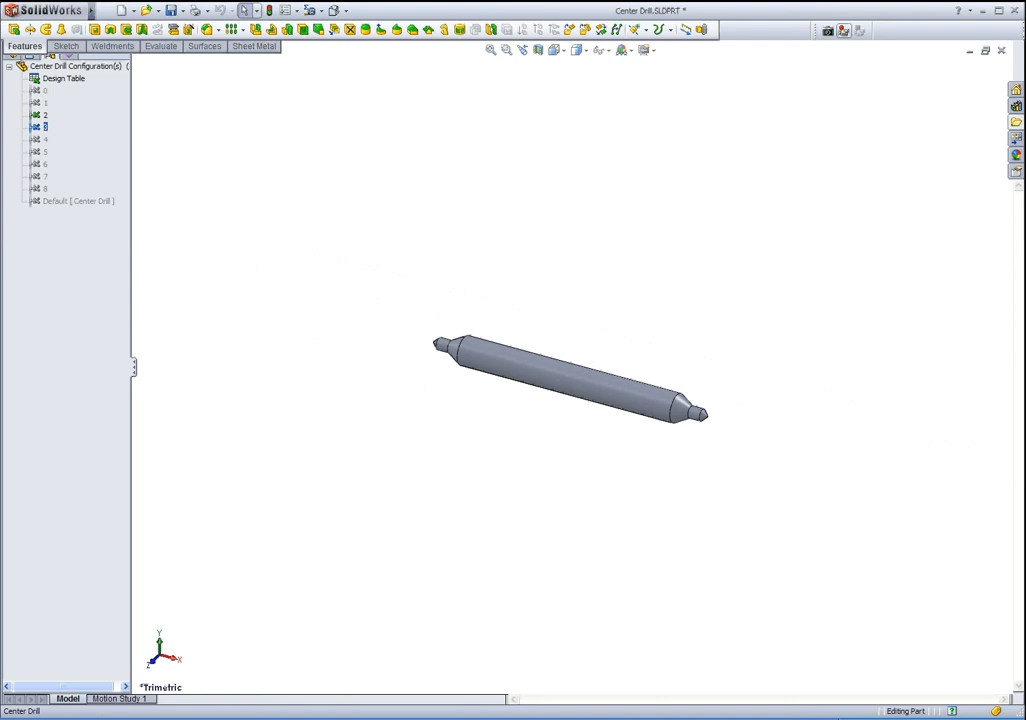 SolidWorks
Center Drill.SLDPRT *
Features Sketch Weldments Evaluate Surfaces Sheet Metal
Center Drill Configuration(s) (
Design Table
0
1
2
3
4
5
6
7
8
Default [ Center Drill ]
Y
X
Z
*Trimetric
Model Motion Study 1
Center Drill
Editing Part